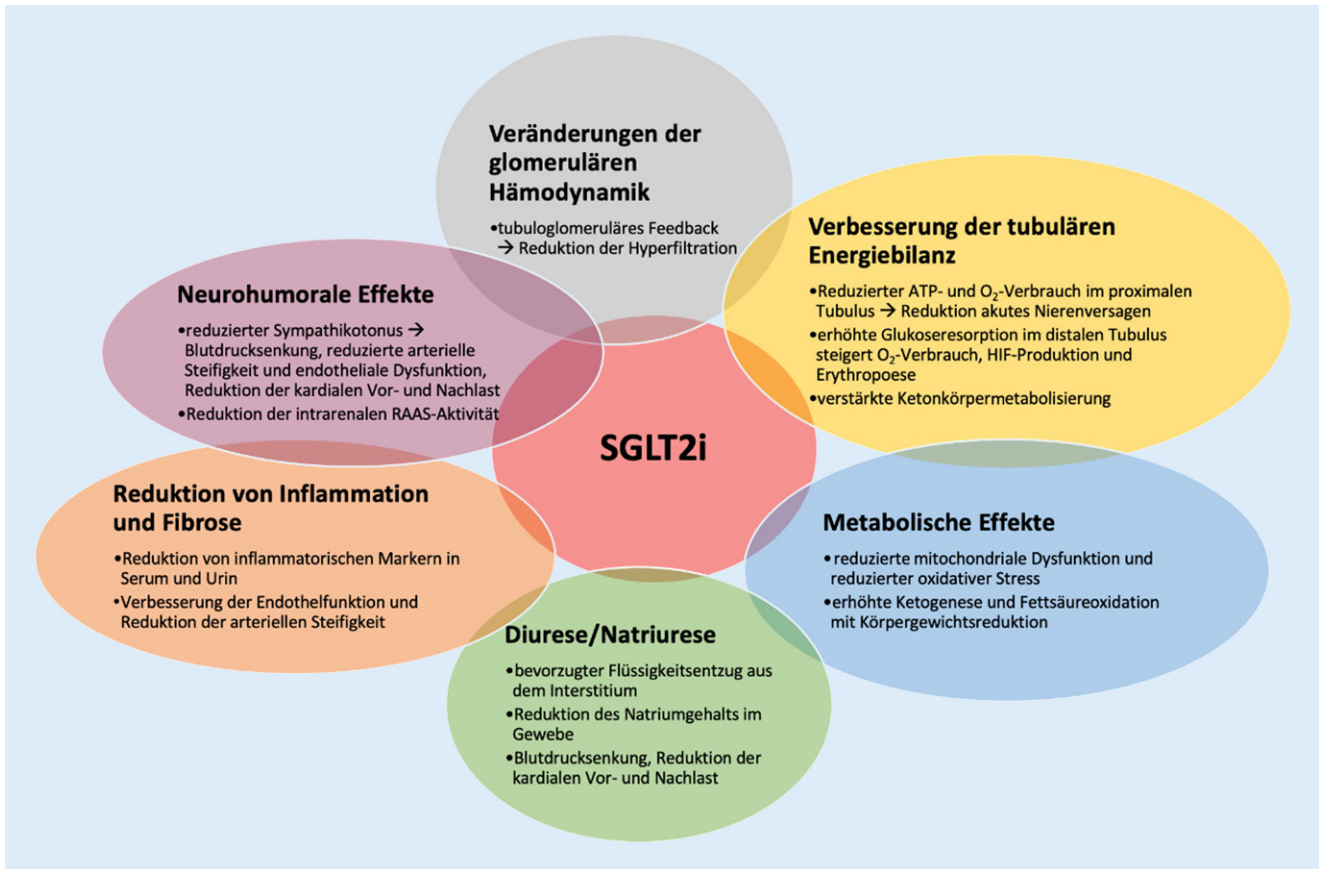 Veränderungen der
glomerulären
Hämodynamik
•tubuloglomeruläres Feedback
→ Reduktion der Hyperfiltration
Verbesserung der tubulären
Energiebilanz
•Reduzierter ATP- und O₂-Verbrauch im proximalen
Tubulus → Reduktion akutes Nierenversagen
•erhöhte Glukoseresorption im distalen Tubulus
steigert O₂-Verbrauch, HIF-Produktion und
Erythropoese
•verstärkte Ketonkörpermetabolisierung
Metabolische Effekte
•reduzierte mitochondriale Dysfunktion und
reduzierter oxidativer Stress
•erhöhte Ketogenese und Fettsäureoxidation
mit Körpergewichtsreduktion
Diurese/Natriurese
•bevorzugter Flüssigkeitsentzug aus
dem Interstitium
•Reduktion des Natriumgehalts im
Gewebe
•Blutdrucksenkung, Reduktion der
kardialen Vor- und Nachlast
Reduktion von Inflammation
und Fibrose
•Reduktion von inflammatorischen Markern in
Serum und Urin
•Verbesserung der Endothelfunktion und
Reduktion der arteriellen Steifigkeit
Neurohumorale Effekte
•reduzierter Sympathikotonus →
Blutdrucksenkung, reduzierte arterielle
Steifigkeit und endotheliale Dysfunktion,
Reduktion der kardialen Vor- und Nachlast
•Reduktion der intrarenalen RAAS-Aktivität
SGLT2i